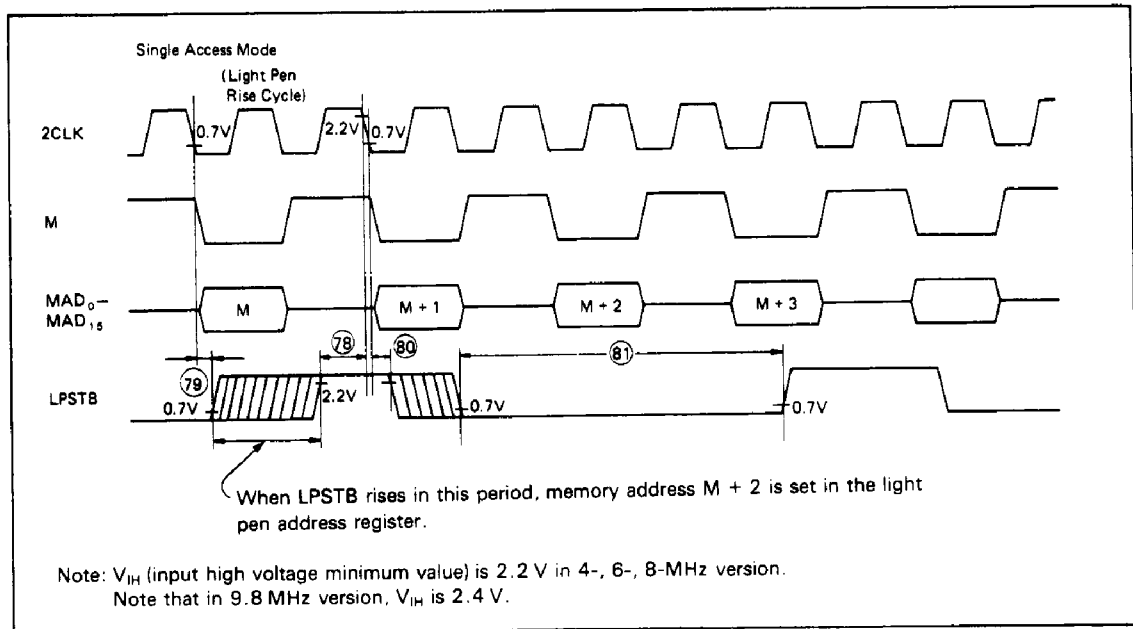 Single Access Mode
(Light Pen
Rise Cycle)
2CLK
0.7V
2.2V
0.7V
M
MAD₀–
MAD₁₅
M
M + 1
M + 2
M + 3
LPSTB
79
78
80
81
0.7V
2.2V
0.7V
0.7V
When LPSTB rises in this period, memory address M + 2 is set in the light
pen address register.
Note: V_IH (input high voltage minimum value) is 2.2 V in 4-, 6-, 8-MHz version.
Note that in 9.8 MHz version, V_IH is 2.4 V.